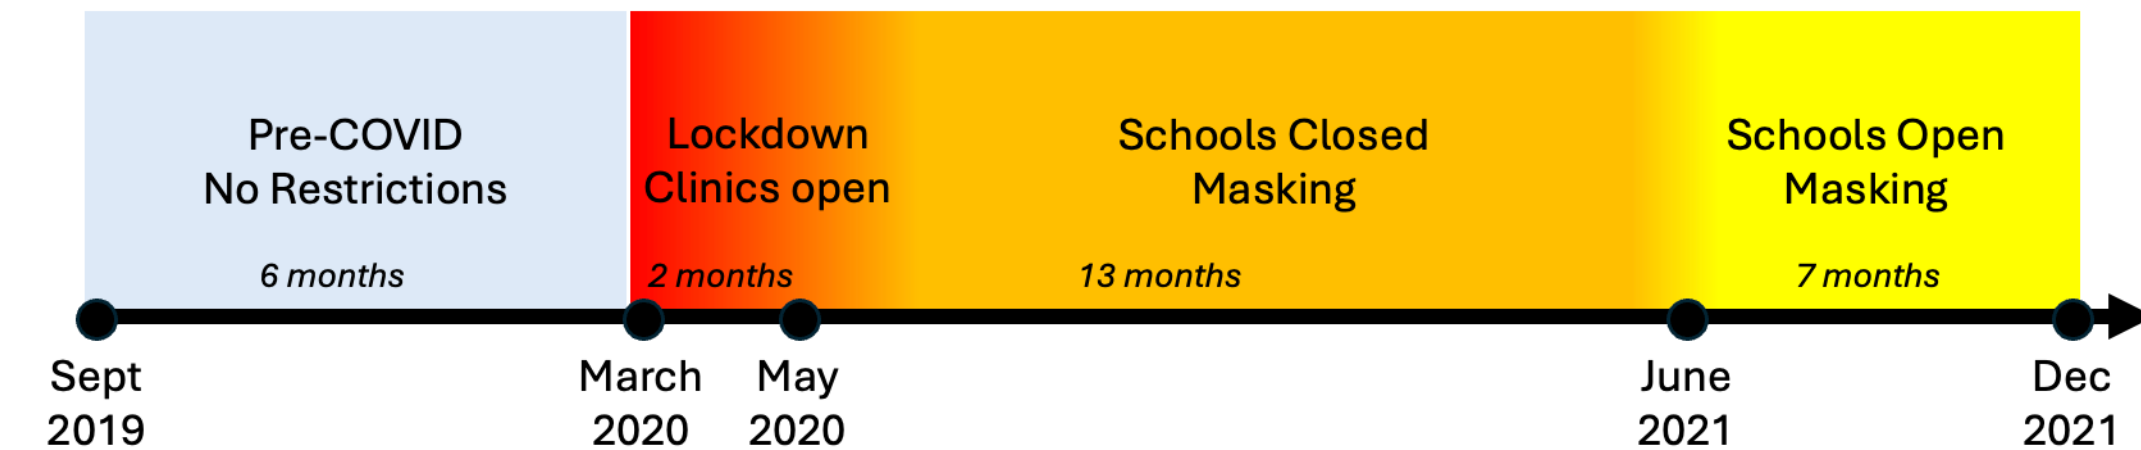 Pre-COVID
No Restrictions
6 months
Lockdown
Clinics open
2 months
Schools Closed
Masking
13 months
Schools Open
Masking
7 months
Sept
2019
March
2020
May
2020
June
2021
Dec
2021